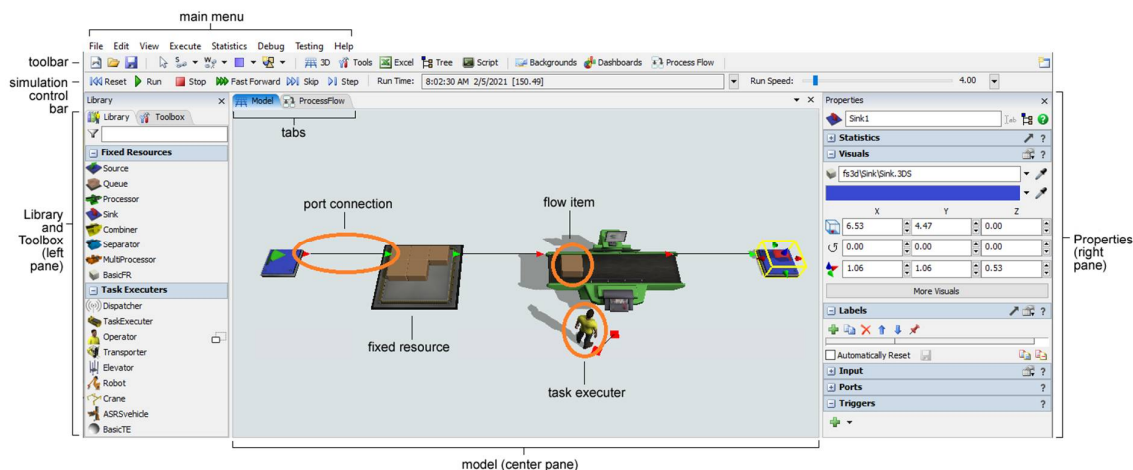 main menu
File Edit View Execute Statistics Debug Testing Help
toolbar
3D Tools Excel Tree Script Backgrounds Dashboards Process Flow
simulation control bar
Reset Run Stop Fast Forward Skip Step Run Time: 8:02:30 AM 2/5/2021 [150.49] Run Speed: 4.00
Library
Library Toolbox
Fixed Resources
Source
Queue
Processor
Sink
Combiner
Separator
MultiProcessor
BasicFR
Task Executers
Dispatcher
TaskExecuter
Operator
Transporter
Elevator
Robot
Crane
ASRSvehicle
BasicTE
Library
and
Toolbox
(left
pane)
Model ProcessFlow
tabs
port connection
flow item
fixed resource
task executer
model (center pane)
Properties
Sink1
Statistics
Visuals
fs3d\Sink\Sink.3DS
X Y Z
6.53 4.47 0.00
0.00 0.00 0.00
1.06 1.06 0.53
More Visuals
Labels
Automatically Reset
Input
Ports
Triggers
Properties
(right
pane)